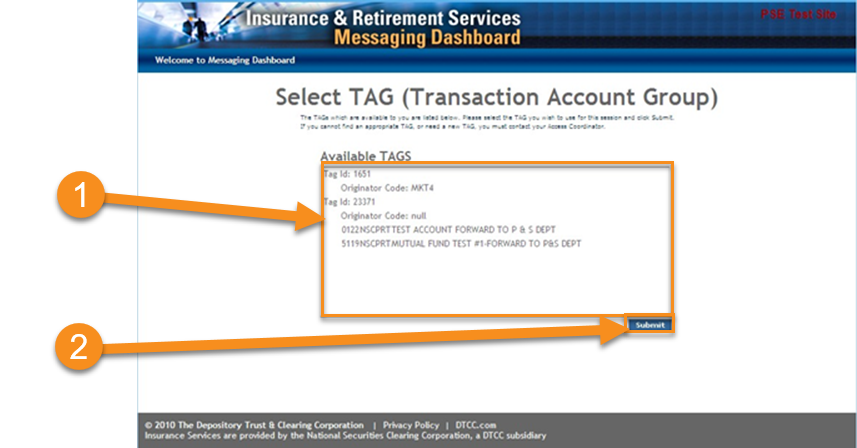 Insurance & Retirement Services
PSE Test Site
Messaging Dashboard
Welcome to Messaging Dashboard
Select TAG (Transaction Account Group)
The TAGs which are available to you are listed below. Please select the TAG you wish to use for this session and click Submit.
If you cannot find an appropriate TAG, or need a new TAG, you must contact your Access Coordinator.
Available TAGS
Tag Id: 1651
Originator Code: MKT4
1
Tag Id: 23371
Originator Code: null
0122NSCPRTTEST ACCOUNT FORWARD TO P & S DEPT
5119NSCPRTMUTUAL FUND TEST #1-FORWARD TO P&S DEPT
Submit
2
© 2010 The Depository Trust & Clearing Corporation | Privacy Policy | DTCC.com
Insurance Services are provided by the National Securities Clearing Corporation, a DTCC subsidiary